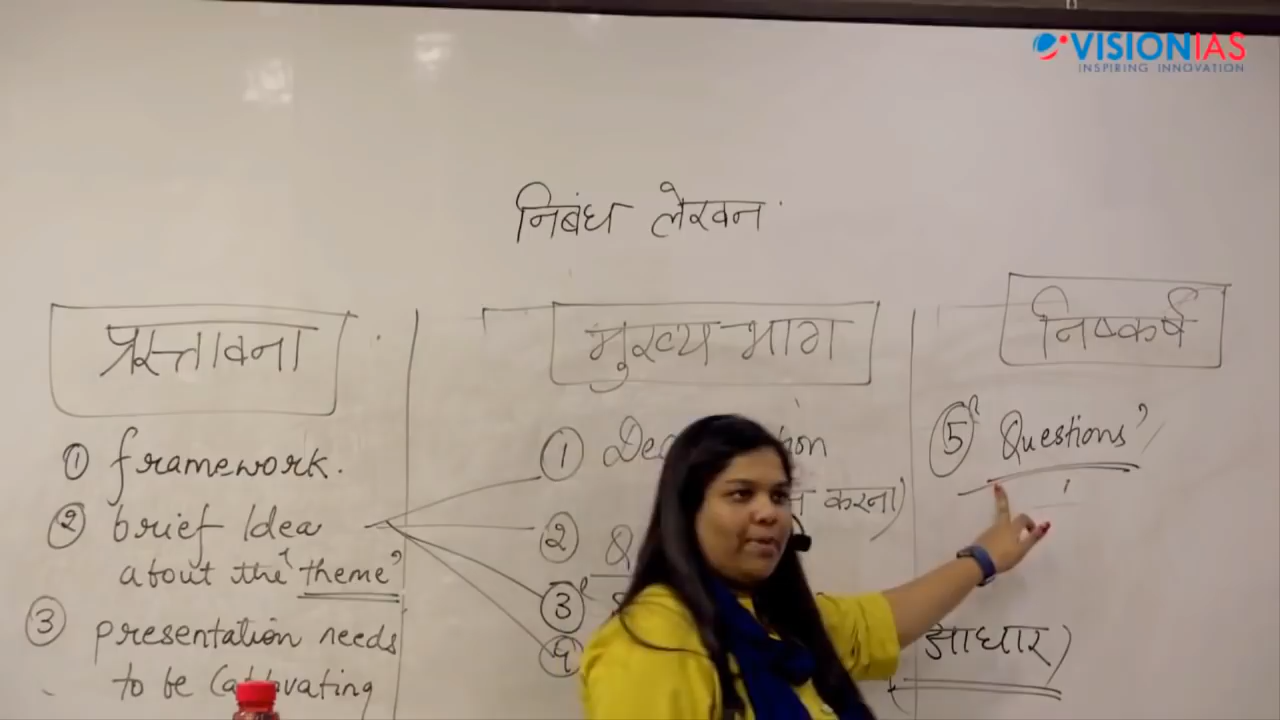 VISIONIAS
INSPIRING INNOVATION
निबंध लेखन
प्रस्तावना
① framework.
② brief Idea
about the 'theme'
③ presentation needs
to be
मुख्य भाग
①
करना)
②
③
④
निष्कर्ष
⑤ 'Questions'
आधार)